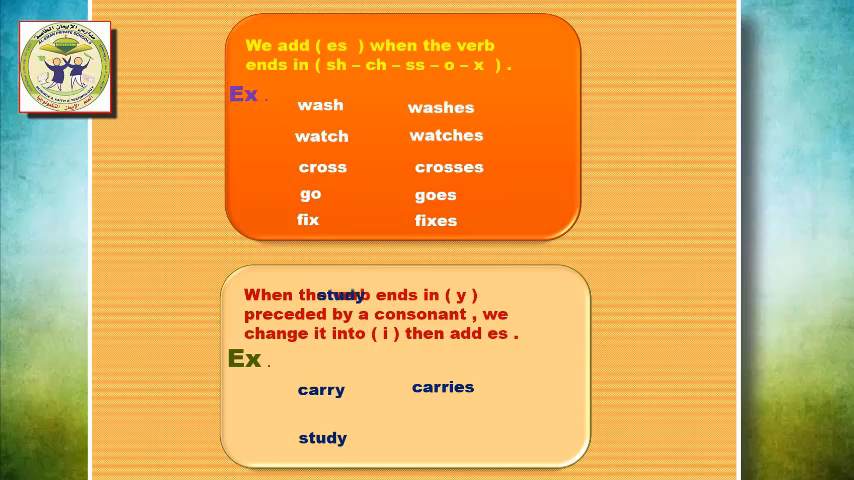 We add ( es ) when the verb
ends in ( sh – ch – ss – o – x ) .
Ex .
wash washes
watch watches
cross crosses
go goes
fix fixes
When the verb ends in ( y )
study
preceded by a consonant , we
change it into ( i ) then add es .
Ex .
carry carries
study